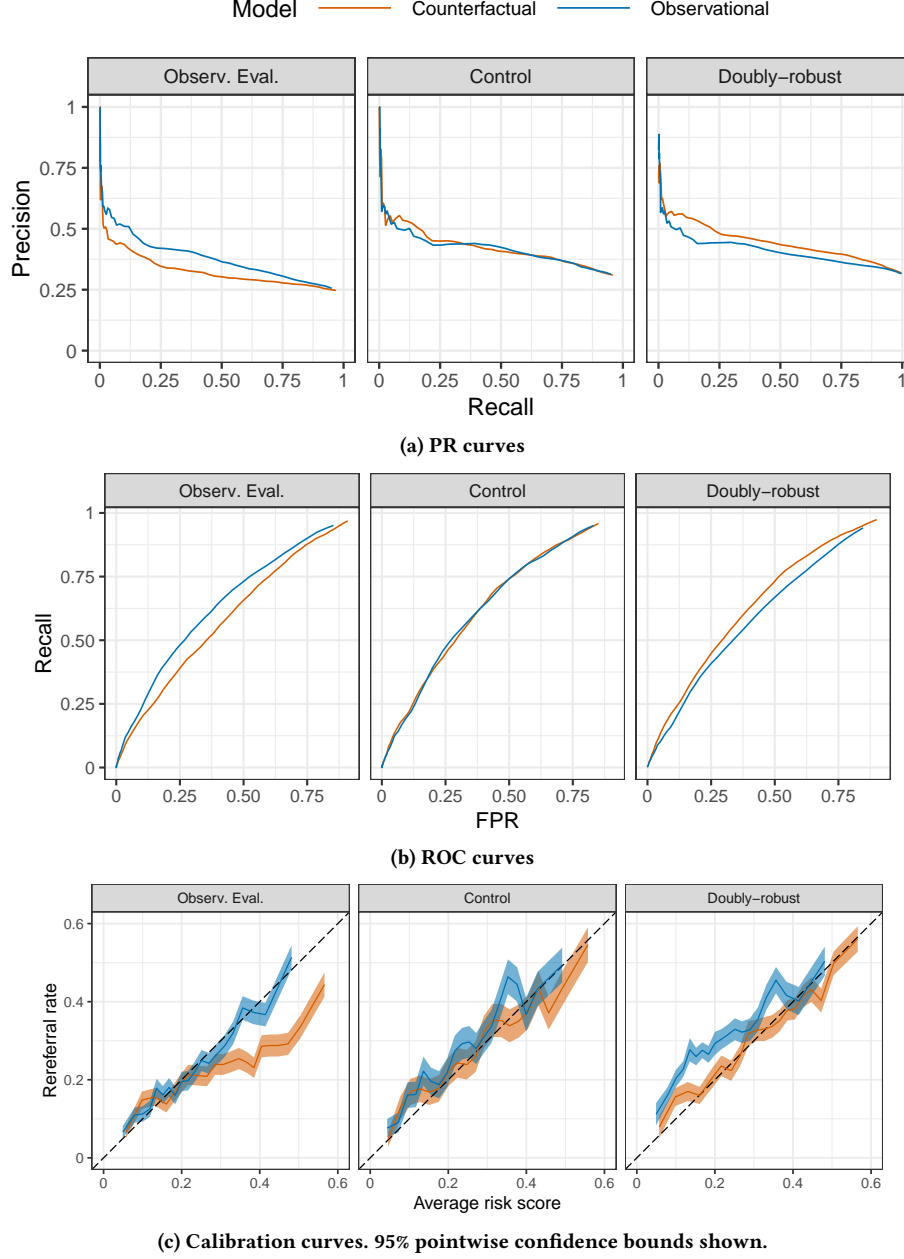 Model Counterfactual Observational
Observ. Eval. Control Doubly−robust
1
0.75
0.50
0.25
0
Precision
0 0.25 0.50 0.75 1 0 0.25 0.50 0.75 1 0 0.25 0.50 0.75 1
Recall
(a) PR curves
Observ. Eval. Control Doubly−robust
1
0.75
0.50
0.25
0
Recall
0 0.25 0.50 0.75 0 0.25 0.50 0.75 0 0.25 0.50 0.75
FPR
(b) ROC curves
Observ. Eval. Control Doubly−robust
0.6
0.4
0.2
0
Rereferral rate
0 0.2 0.4 0.6 0 0.2 0.4 0.6 0 0.2 0.4 0.6
Average risk score
(c) Calibration curves. 95% pointwise confidence bounds shown.